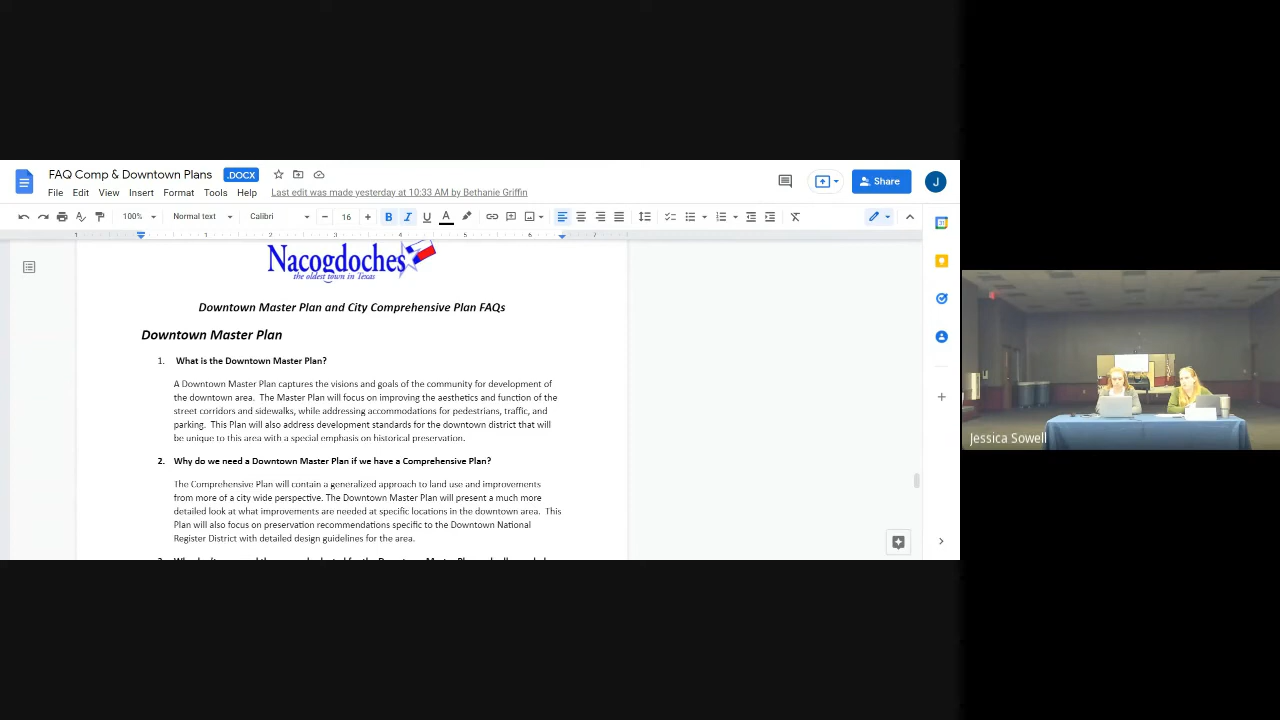 FAQ Comp & Downtown Plans .DOCX
File Edit View Insert Format Tools Help Last edit was made yesterday at 10:33 AM by Bethanie Griffin
Share
J
100% Normal text Calibri 16
1 1 2 3 4 5 6 7
Nacogdoches
the oldest town in Texas
Downtown Master Plan and City Comprehensive Plan FAQs
Downtown Master Plan
1. What is the Downtown Master Plan?
A Downtown Master Plan captures the visions and goals of the community for development of
the downtown area. The Master Plan will focus on improving the aesthetics and function of the
street corridors and sidewalks, while addressing accommodations for pedestrians, traffic, and
parking. This Plan will also address development standards for the downtown district that will
be unique to this area with a special emphasis on historical preservation.
2. Why do we need a Downtown Master Plan if we have a Comprehensive Plan?
The Comprehensive Plan will contain a generalized approach to land use and improvements
from more of a city wide perspective. The Downtown Master Plan will present a much more
detailed look at what improvements are needed at specific locations in the downtown area. This
Plan will also focus on preservation recommendations specific to the Downtown National
Register District with detailed design guidelines for the area.
Jessica Sowell